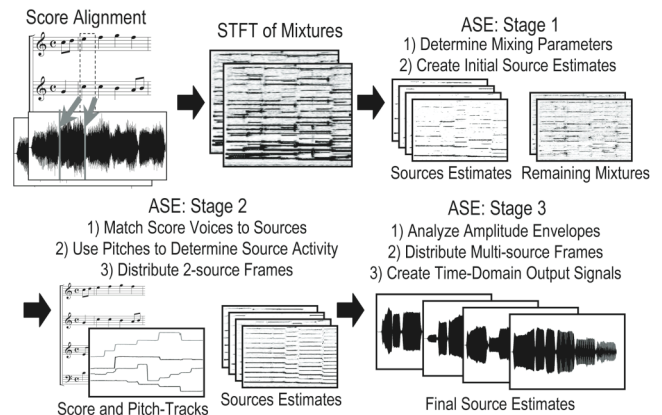 Score Alignment
STFT of Mixtures
ASE: Stage 1
1) Determine Mixing Parameters
2) Create Initial Source Estimates
Sources Estimates
Remaining Mixtures
ASE: Stage 2
1) Match Score Voices to Sources
2) Use Pitches to Determine Source Activity
3) Distribute 2-source Frames
Score and Pitch-Tracks
Sources Estimates
ASE: Stage 3
1) Analyze Amplitude Envelopes
2) Distribute Multi-source Frames
3) Create Time-Domain Output Signals
Final Source Estimates